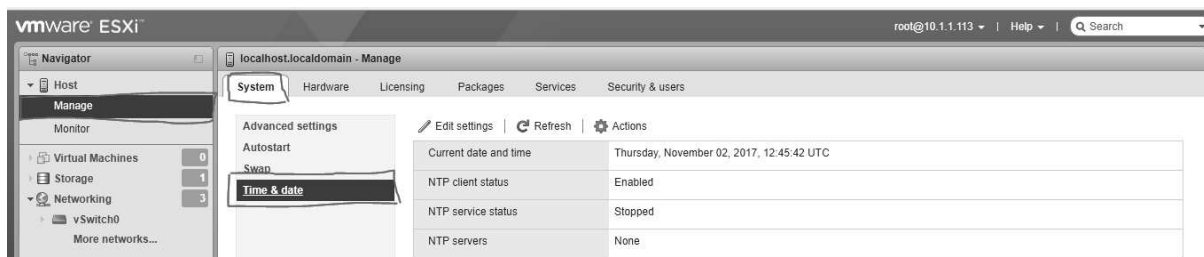 vmware ESXi™
root@10.1.1.113 | Help | Search
Navigator
localhost.localdomain - Manage
Host
Manage
Monitor
Virtual Machines 0
Storage 1
Networking 3
vSwitch0
More networks...
System Hardware Licensing Packages Services Security & users
Advanced settings
Autostart
Swap
Time & date
Edit settings | Refresh | Actions
Current date and time Thursday, November 02, 2017, 12:45:42 UTC
NTP client status Enabled
NTP service status Stopped
NTP servers None